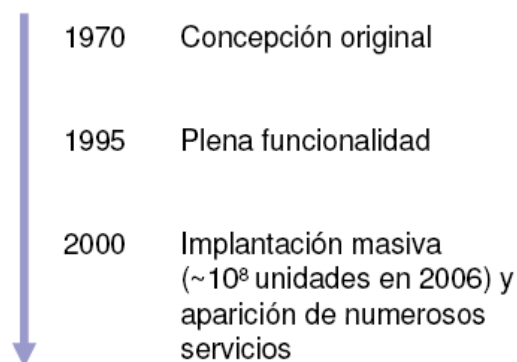 1970 Concepción original
1995 Plena funcionalidad
2000 Implantación masiva
(~10⁸ unidades en 2006) y
aparición de numerosos
servicios